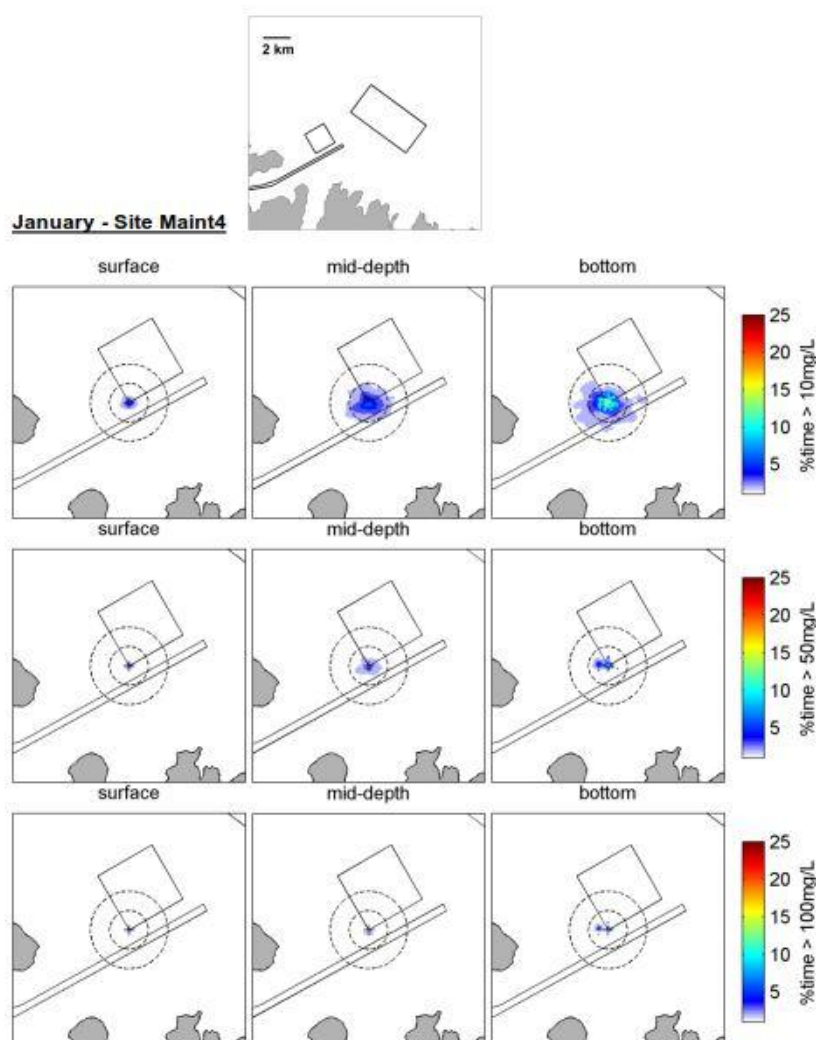 2 km
January - Site Maint4
surface mid-depth bottom
25
20
15
10
5
%time > 10mg/L
surface mid-depth bottom
25
20
15
10
5
%time > 50mg/L
surface mid-depth bottom
25
20
15
10
5
%time > 100mg/L